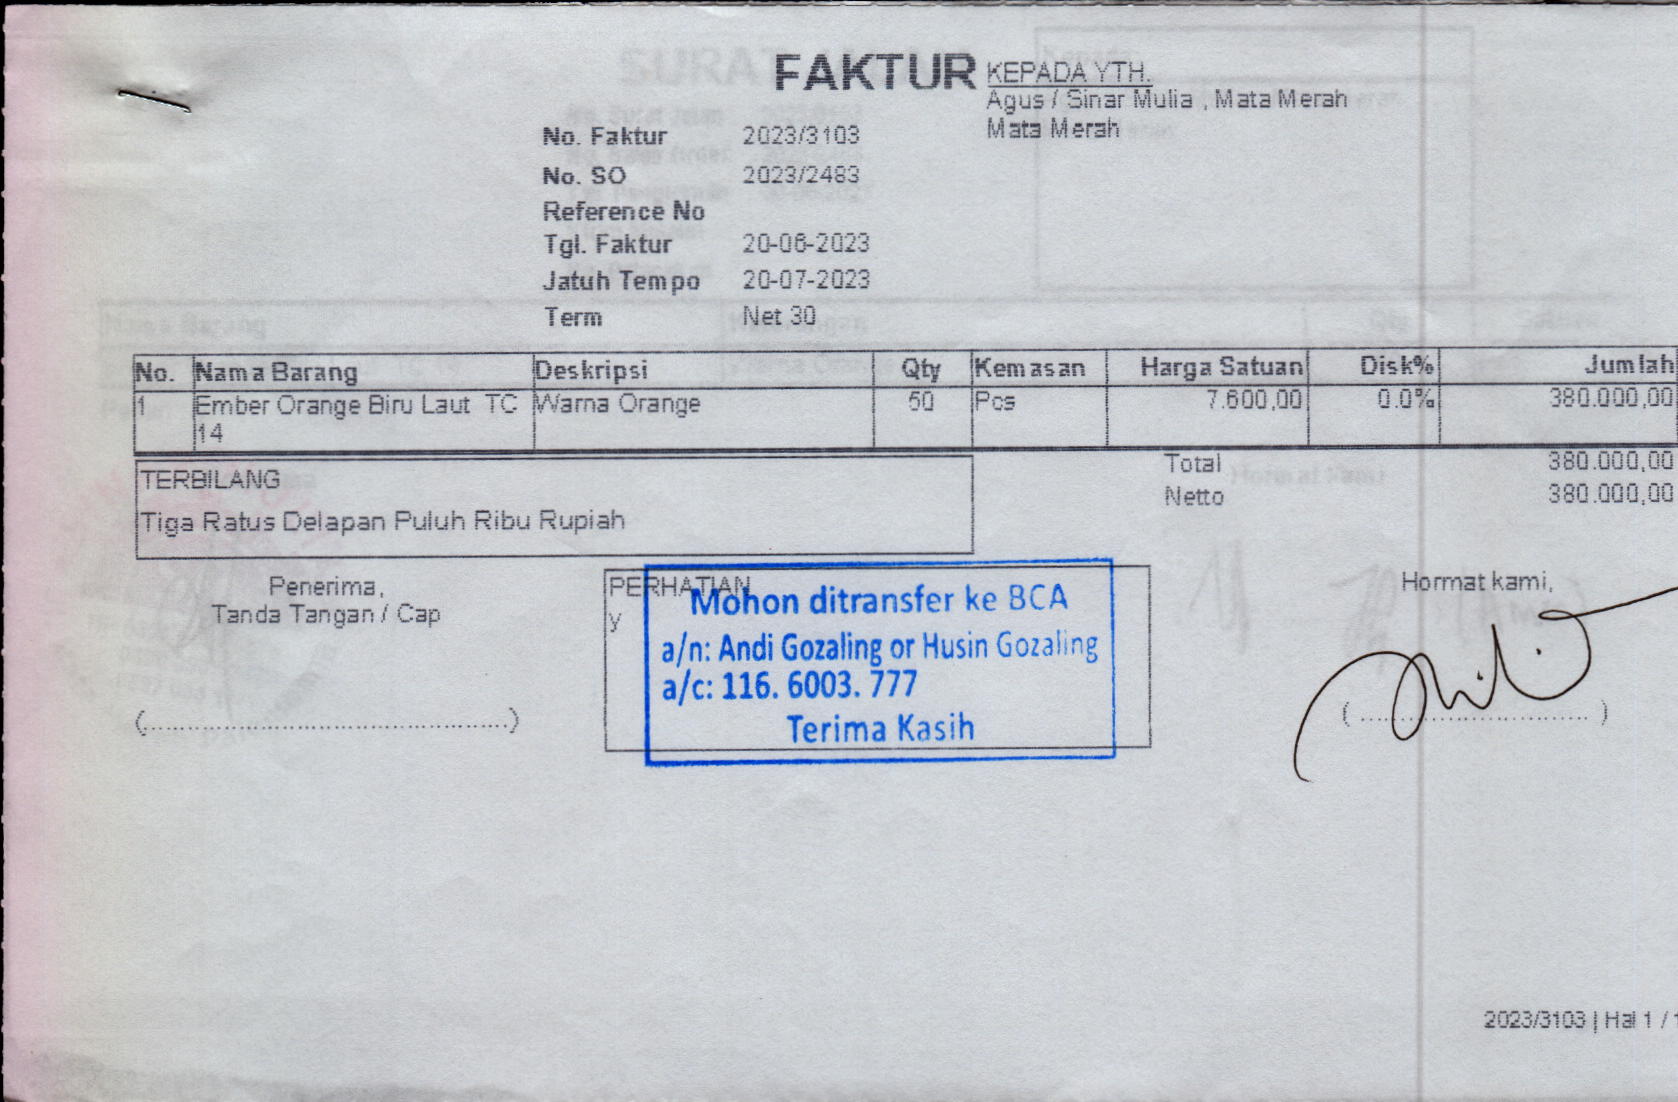 FAKTUR
KEPADA YTH.
Agus / Sinar Mulia , Mata Merah
Mata Merah
No. Faktur 2023/3103
No. SO 2023/2483
Reference No
Tgl. Faktur 20-06-2023
Jatuh Tempo 20-07-2023
Term Net 30
No. Nama Barang Deskripsi Qty Kemasan Harga Satuan Disk% Jumlah
1 Ember Orange Biru Laut TC Warna Orange 50 Pcs 7.600,00 0.0% 380.000,00
14
Total 380.000,00
Netto 380.000,00
TERBILANG
Tiga Ratus Delapan Puluh Ribu Rupiah
Penerima,
Tanda Tangan / Cap
(..................................................)
PERHATIAN
y
Mohon ditransfer ke BCA
a/n: Andi Gozaling or Husin Gozaling
a/c: 116. 6003. 777
Terima Kasih
Hormat kami,
( ................................ )
2023/3103 | Hal 1 / 1